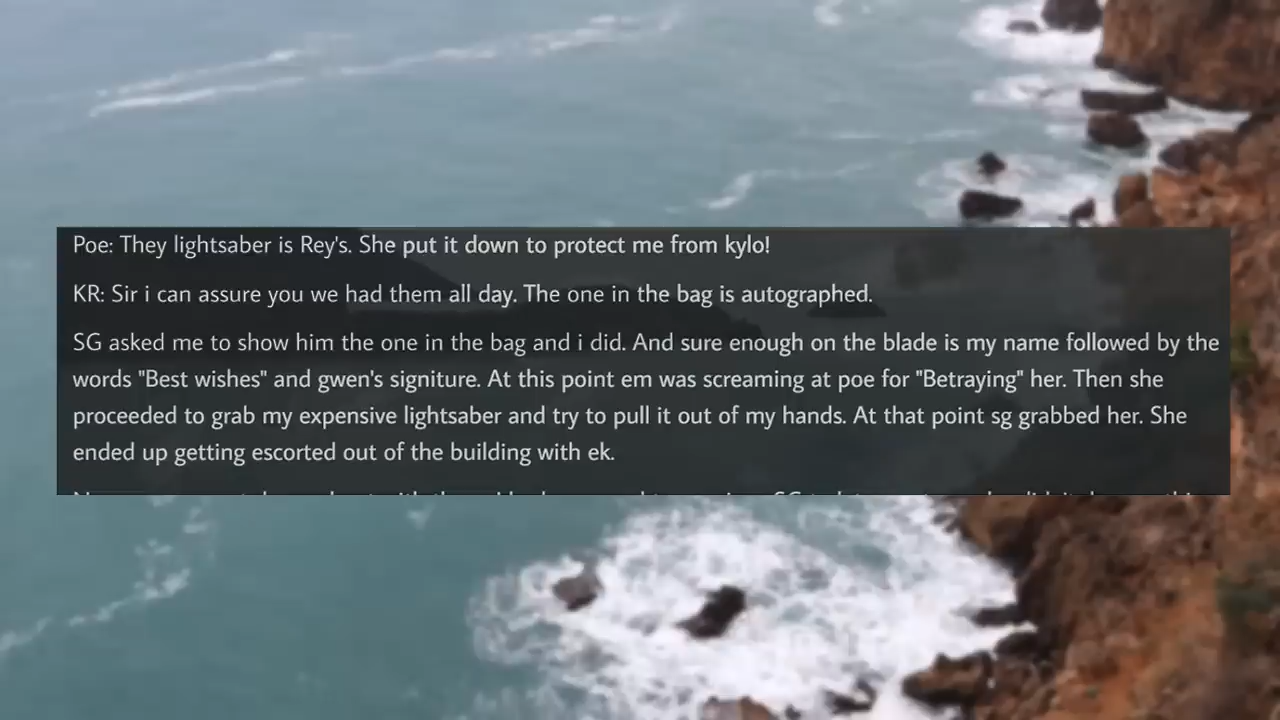 Poe: They lightsaber is Rey's. She put it down to protect me from kylo!
KR: Sir i can assure you we had them all day. The one in the bag is autographed.
SG asked me to show him the one in the bag and i did. And sure enough on the blade is my name followed by the
words "Best wishes" and gwen's signiture. At this point em was screaming at poe for "Betraying" her. Then she
proceeded to grab my expensive lightsaber and try to pull it out of my hands. At that point sg grabbed her. She
ended up getting escorted out of the building with ek.